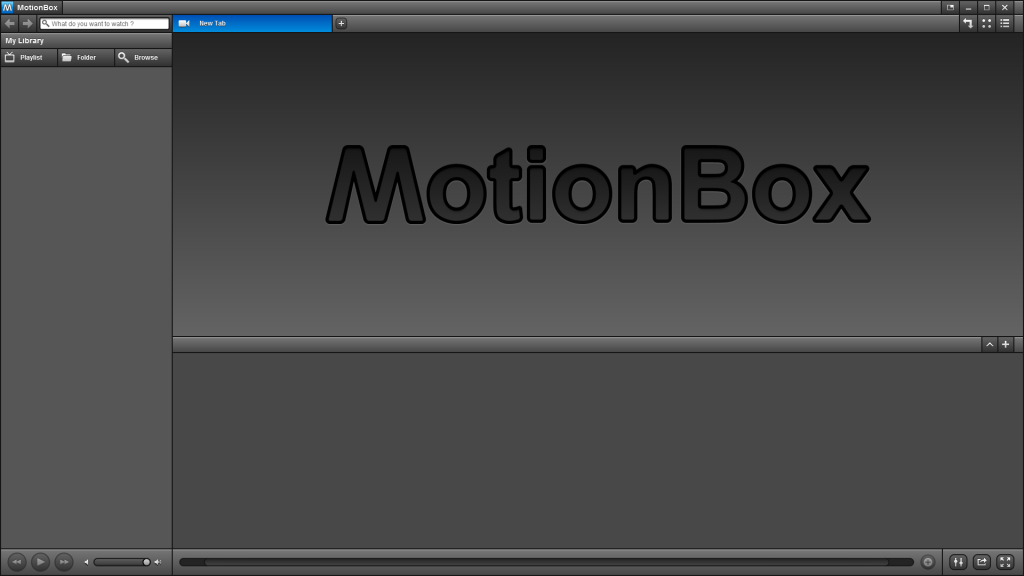 MotionBox
What do you want to watch ?
New Tab
My Library
Playlist
Folder
Browse
MotionBox